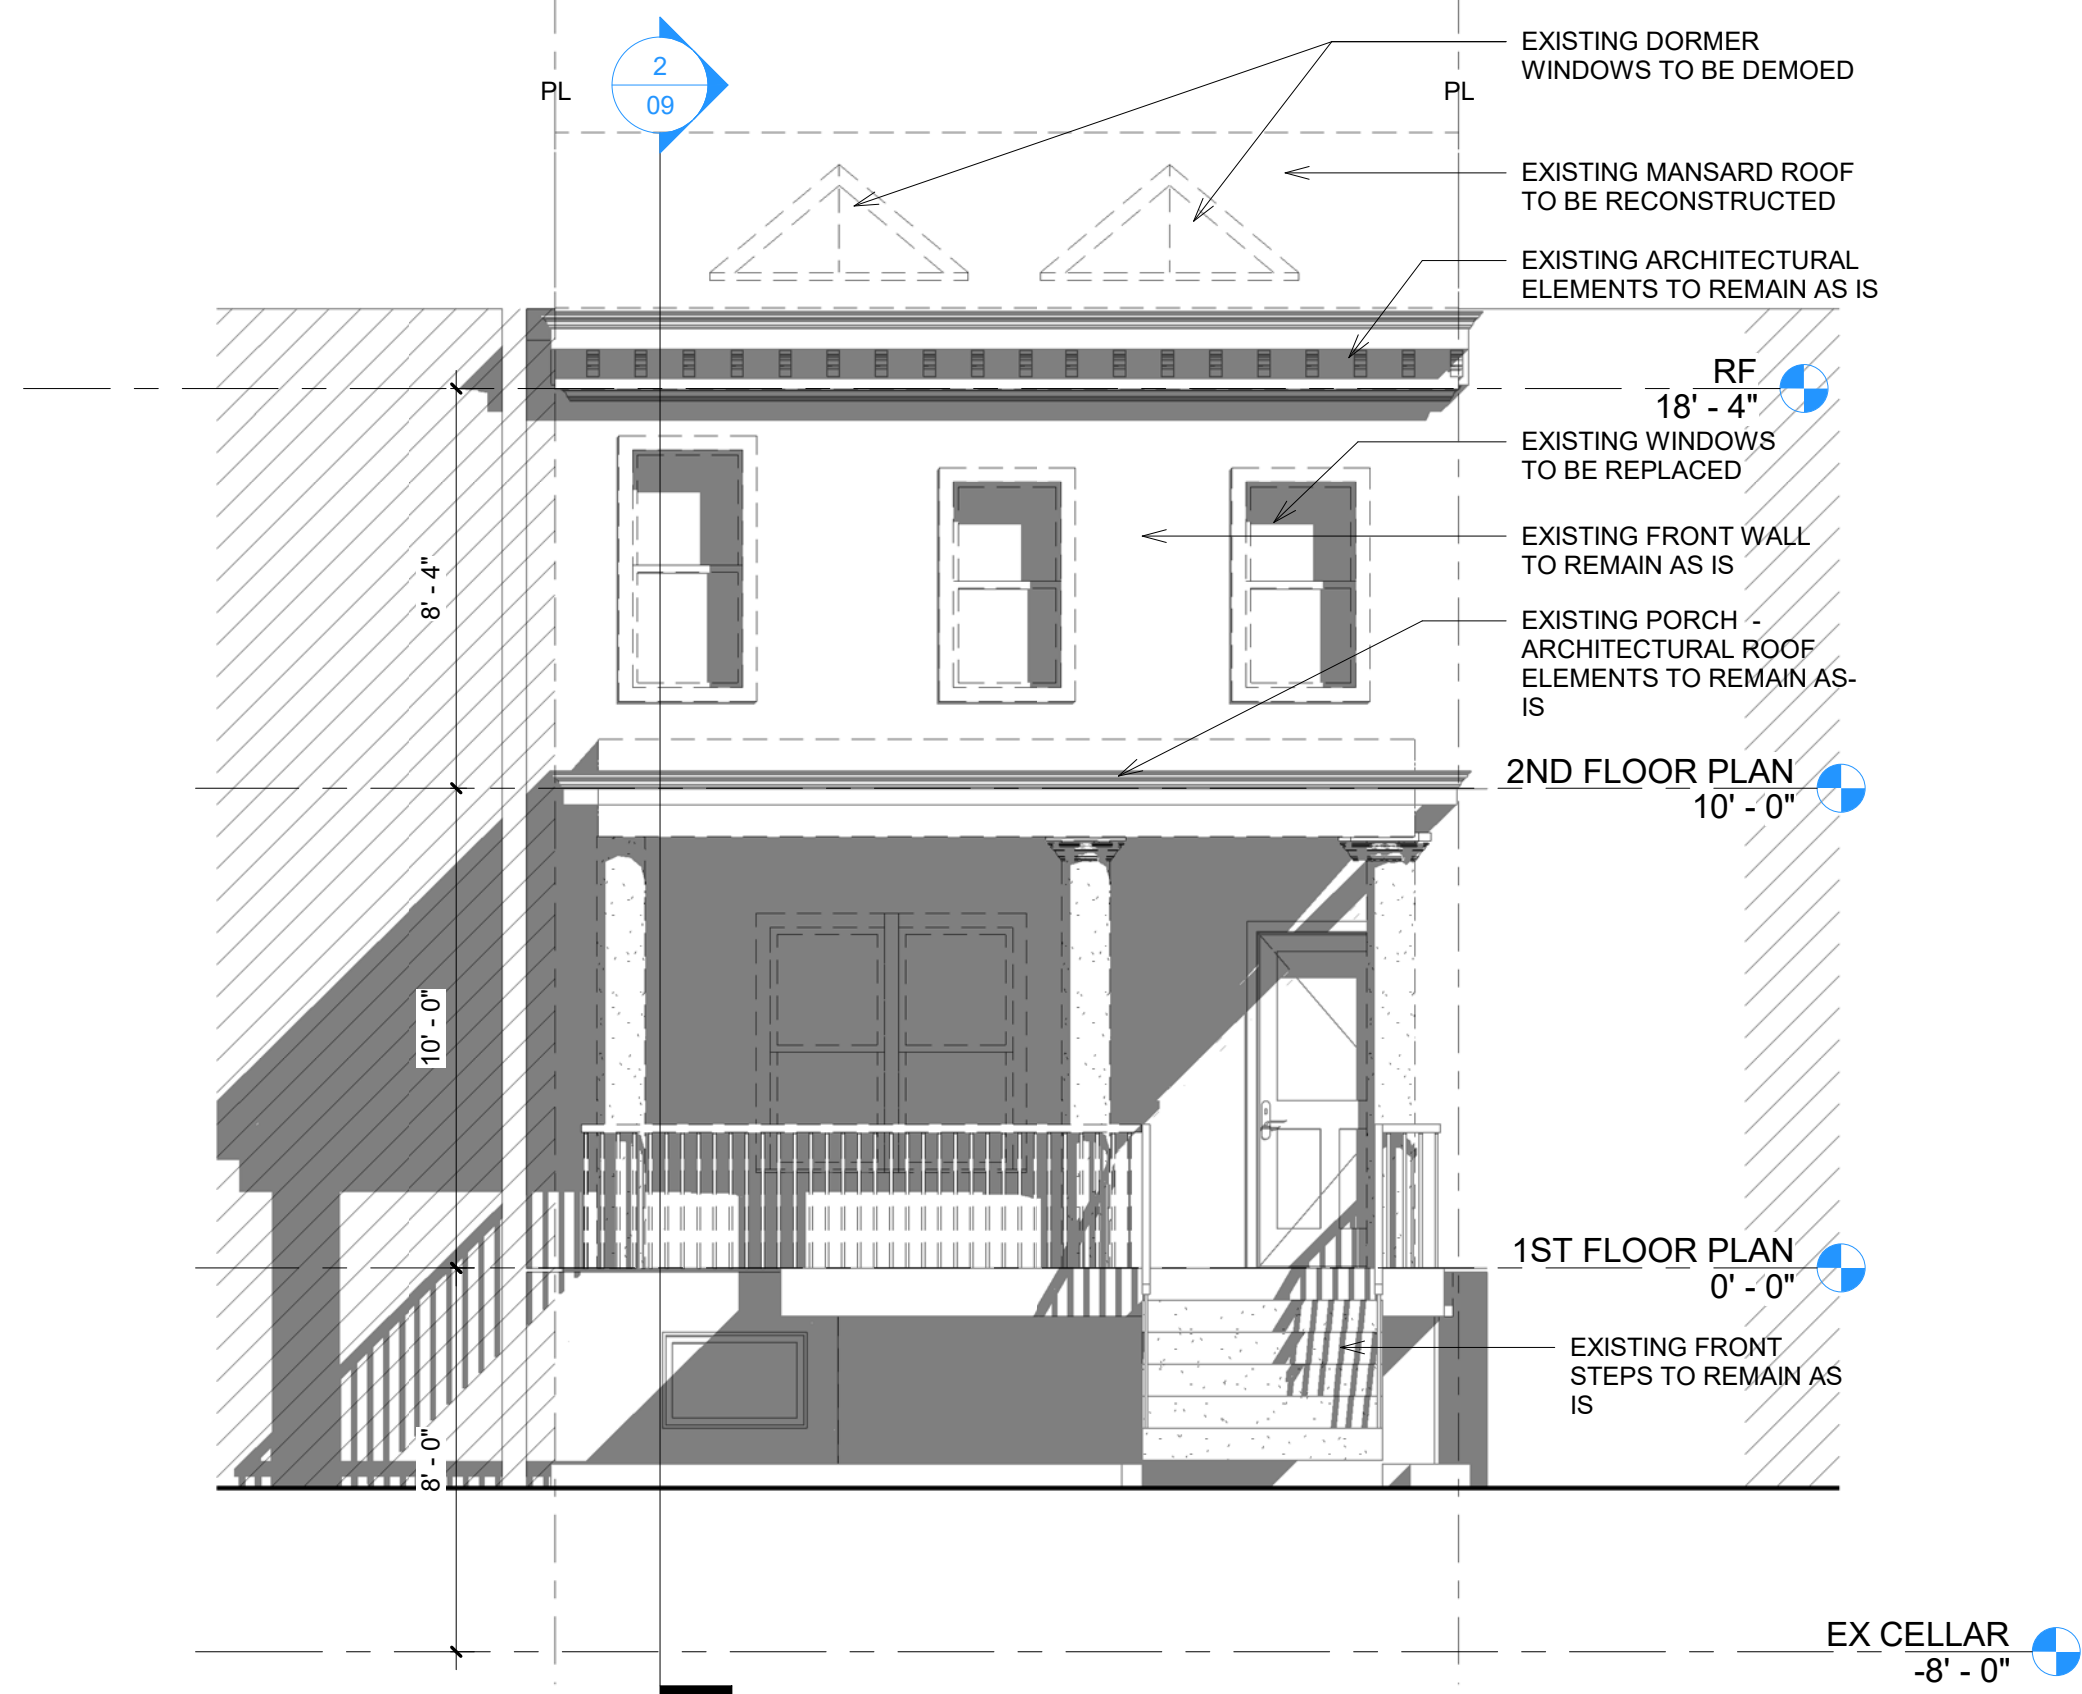 EXISTING DORMER
WINDOWS TO BE DEMOED
2
09
PL
PL
EXISTING MANSARD ROOF
TO BE RECONSTRUCTED
EXISTING ARCHITECTURAL
ELEMENTS TO REMAIN AS IS
RF
18' - 4"
EXISTING WINDOWS
TO BE REPLACED
8' - 4"
EXISTING FRONT WALL
TO REMAIN AS IS
EXISTING PORCH -
ARCHITECTURAL ROOF
ELEMENTS TO REMAIN AS-
IS
2ND FLOOR PLAN
10' - 0"
10' - 0"
1ST FLOOR PLAN
0' - 0"
EXISTING FRONT
STEPS TO REMAIN AS
IS
8' - 0"
EX CELLAR
-8' - 0"